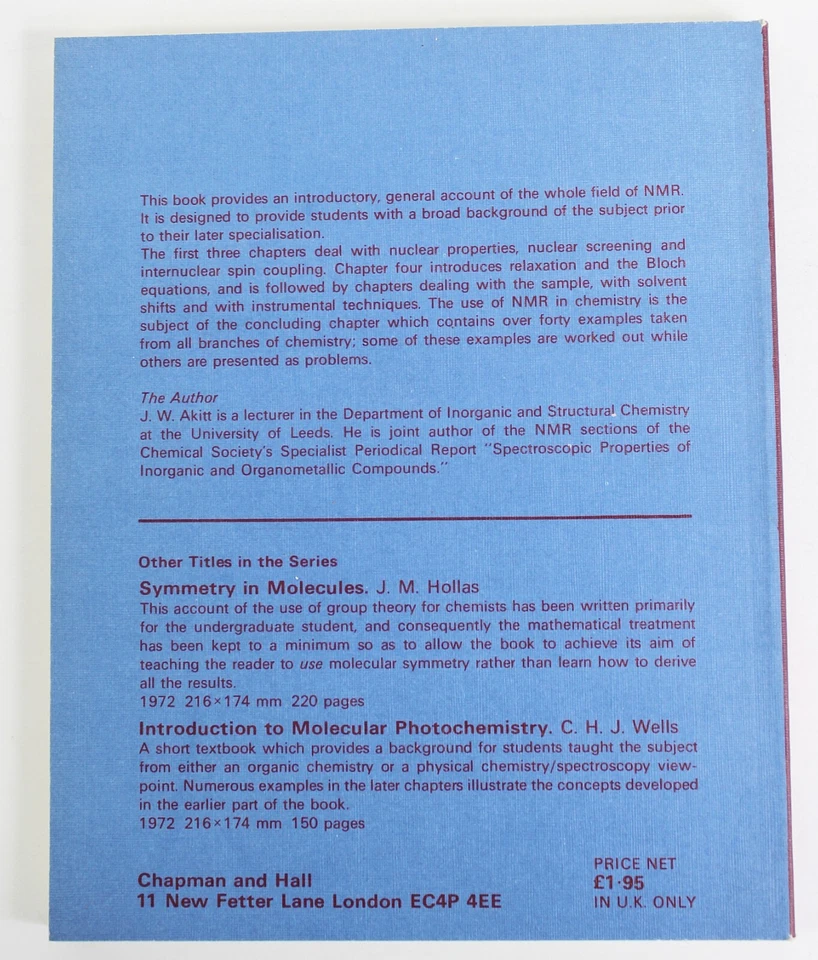 This book provides an introductory, general account of the whole field of NMR.
It is designed to provide students with a broad background of the subject prior
to their later specialisation.
The first three chapters deal with nuclear properties, nuclear screening and
internuclear spin coupling. Chapter four introduces relaxation and the Bloch
equations, and is followed by chapters dealing with the sample, with solvent
shifts and with instrumental techniques. The use of NMR in chemistry is the
subject of the concluding chapter which contains over forty examples taken
from all branches of chemistry; some of these examples are worked out while
others are presented as problems.
The Author
J. W. Akitt is a lecturer in the Department of Inorganic and Structural Chemistry
at the University of Leeds. He is joint author of the NMR sections of the
Chemical Society's Specialist Periodical Report "Spectroscopic Properties of
Inorganic and Organometallic Compounds."
Other Titles in the Series
Symmetry in Molecules. J. M. Hollas
This account of the use of group theory for chemists has been written primarily
for the undergraduate student, and consequently the mathematical treatment
has been kept to a minimum so as to allow the book to achieve its aim of
teaching the reader to use molecular symmetry rather than learn how to derive
all the results.
1972 216×174 mm 220 pages
Introduction to Molecular Photochemistry. C. H. J. Wells
A short textbook which provides a background for students taught the subject
from either an organic chemistry or a physical chemistry/spectroscopy view-
point. Numerous examples in the later chapters illustrate the concepts developed
in the earlier part of the book.
1972 216×174 mm 150 pages
Chapman and Hall
11 New Fetter Lane London EC4P 4EE
PRICE NET
£1·95
IN U.K. ONLY